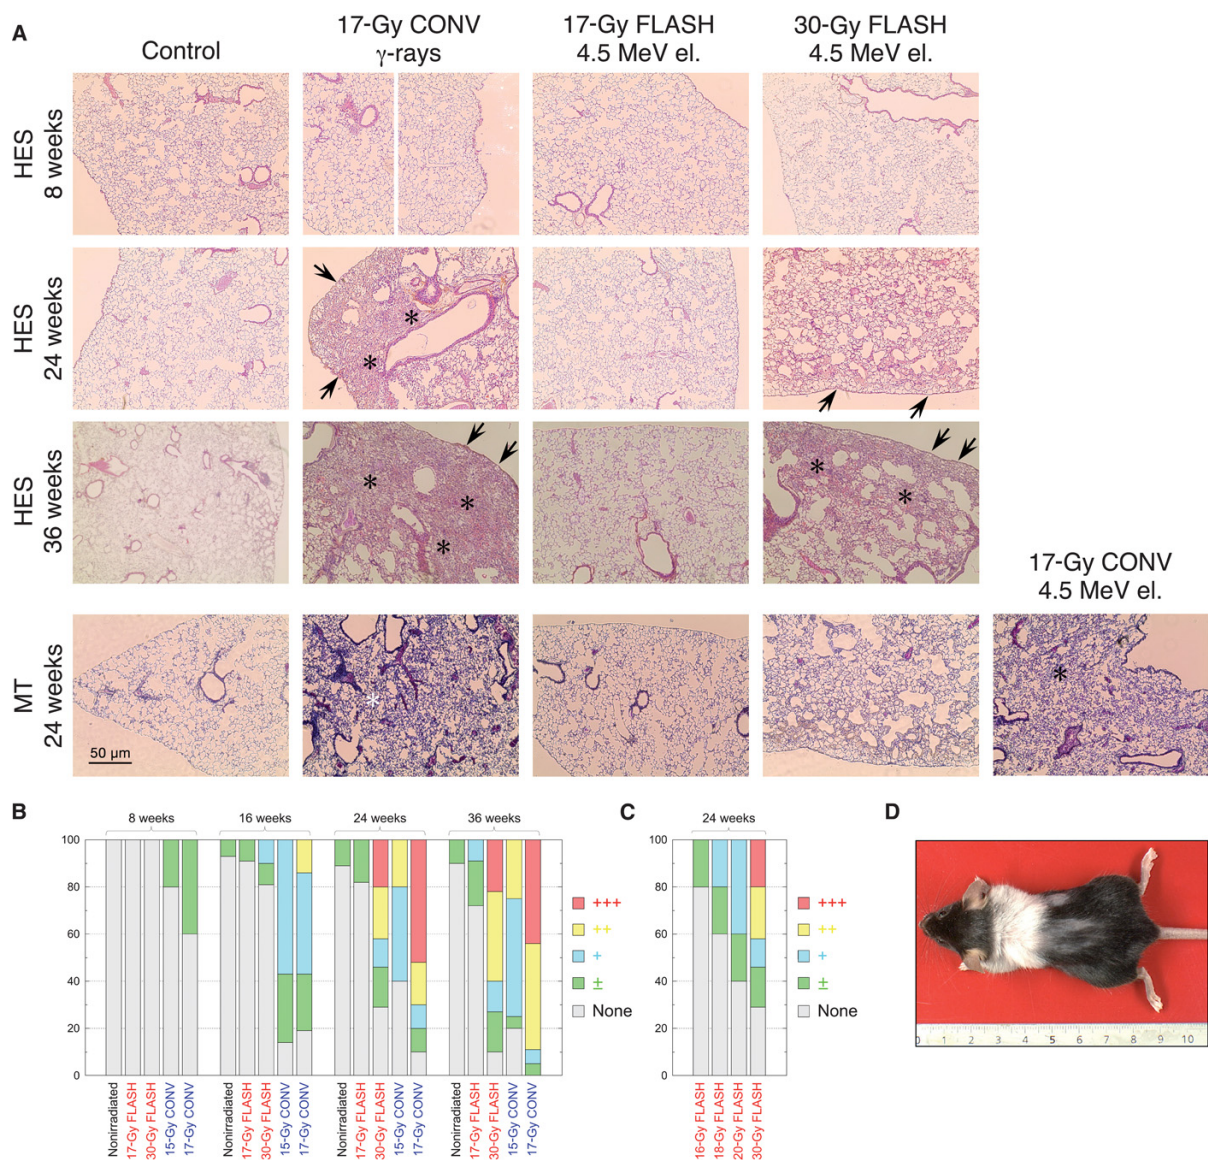 A
Control
17-Gy CONV
γ-rays
17-Gy FLASH
4.5 MeV el.
30-Gy FLASH
4.5 MeV el.
HES
8 weeks
HES
24 weeks
*
*
HES
36 weeks
*
*
*
*
*
17-Gy CONV
4.5 MeV el.
MT
24 weeks
50 µm
*
*
B
8 weeks
16 weeks
24 weeks
36 weeks
100
80
60
40
20
0
+++
++
+
±
None
Nonirradiated
17-Gy FLASH
30-Gy FLASH
15-Gy CONV
17-Gy CONV
Nonirradiated
17-Gy FLASH
30-Gy FLASH
15-Gy CONV
17-Gy CONV
Nonirradiated
17-Gy FLASH
30-Gy FLASH
15-Gy CONV
17-Gy CONV
Nonirradiated
17-Gy FLASH
30-Gy FLASH
15-Gy CONV
17-Gy CONV
C
24 weeks
100
80
60
40
20
0
+++
++
+
±
None
16-Gy FLASH
18-Gy FLASH
20-Gy FLASH
30-Gy FLASH
D
0 1 2 3 4 5 6 7 8 9 10